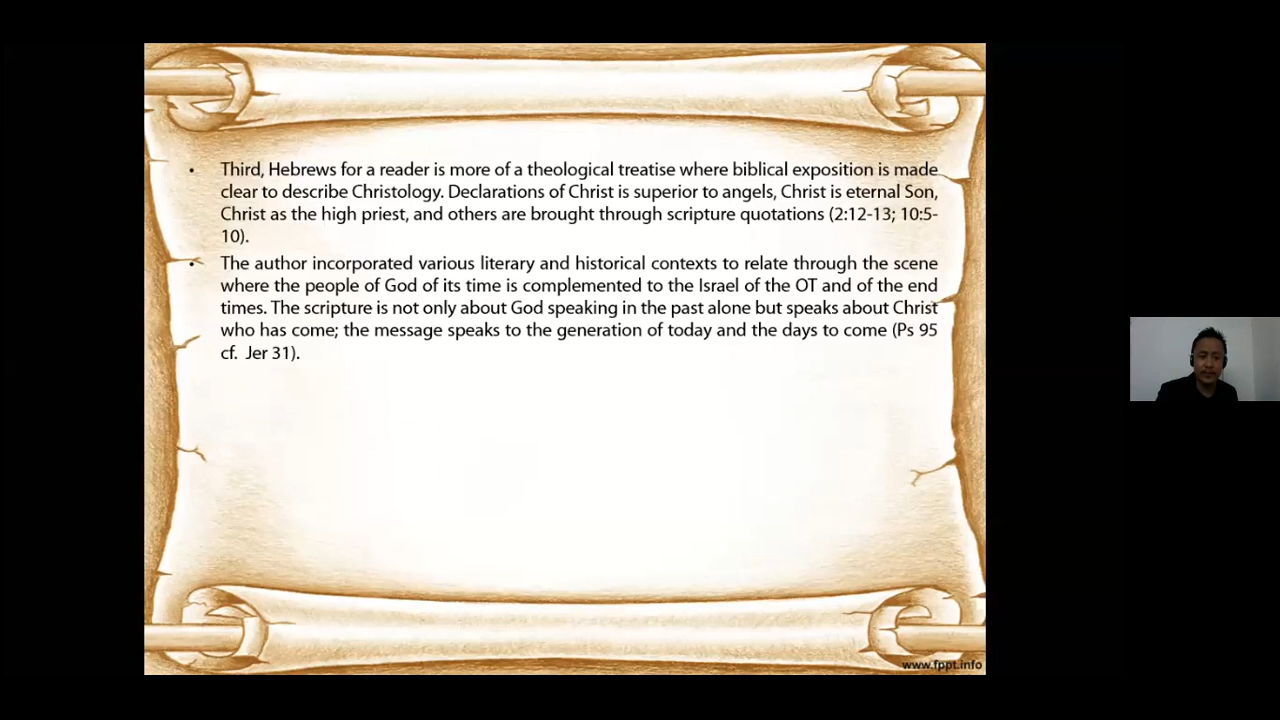 • Third, Hebrews for a reader is more of a theological treatise where biblical exposition is made
clear to describe Christology. Declarations of Christ is superior to angels, Christ is eternal Son,
Christ as the high priest, and others are brought through scripture quotations (2:12-13; 10:5-
10).
• The author incorporated various literary and historical contexts to relate through the scene
where the people of God of its time is complemented to the Israel of the OT and of the end
times. The scripture is not only about God speaking in the past alone but speaks about Christ
who has come; the message speaks to the generation of today and the days to come (Ps 95
cf. Jer 31).
www.fppt.info